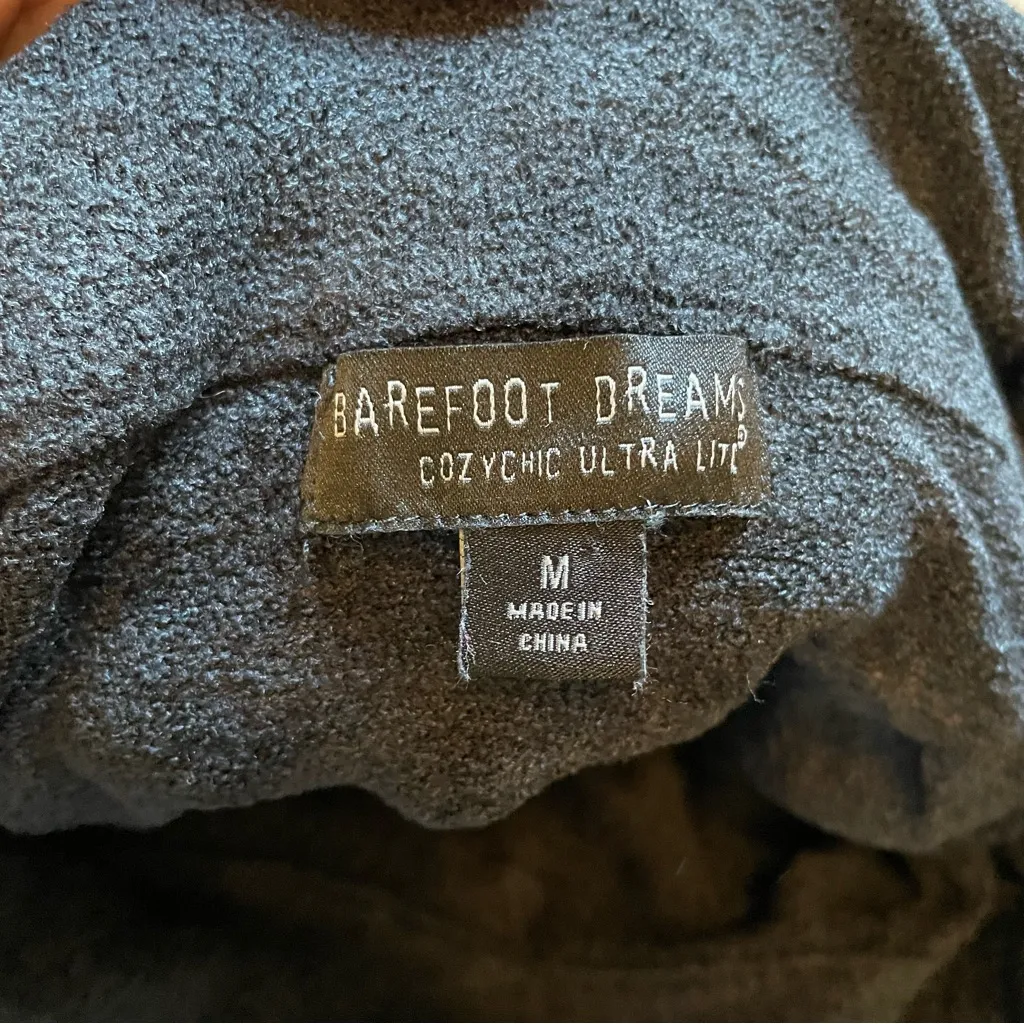 BAREFOOT DREAMS®
COZYCHIC ULTRA LITE
M
MADE IN
CHINA